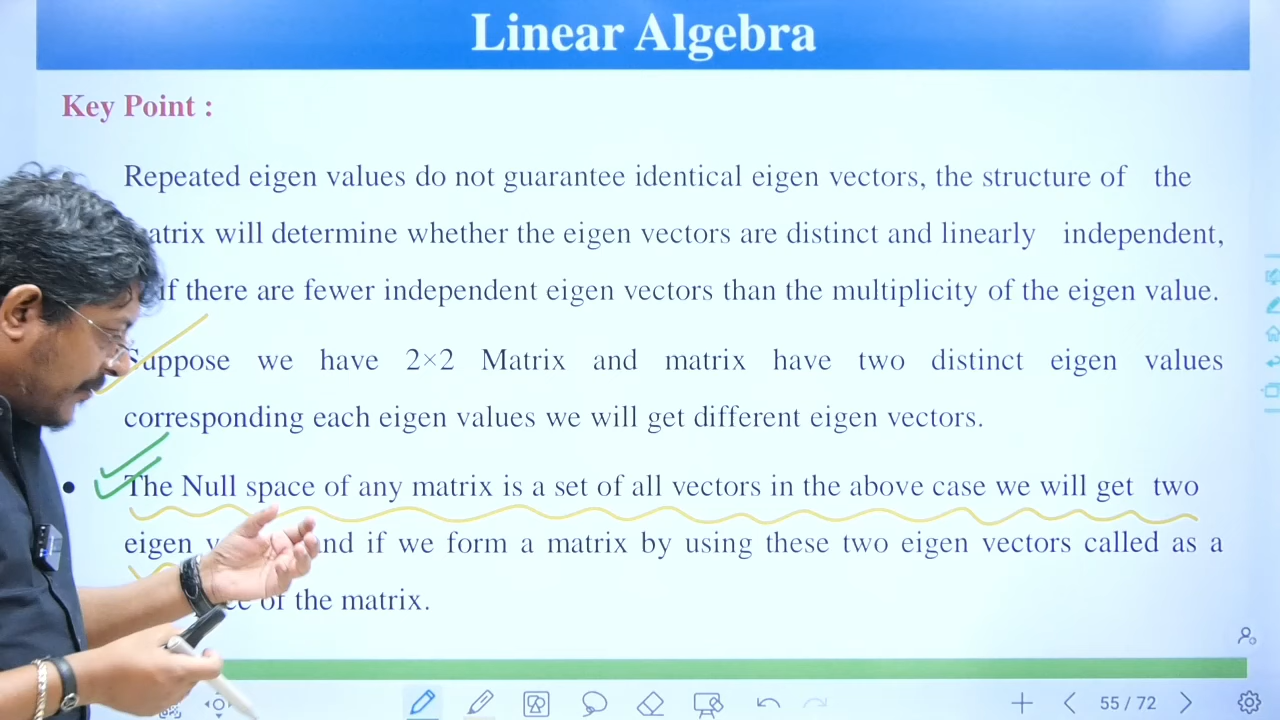 Linear Algebra
Key Point :
Repeated eigen values do not guarantee identical eigen vectors, the structure of the
matrix will determine whether the eigen vectors are distinct and linearly independent,
if there are fewer independent eigen vectors than the multiplicity of the eigen value.
Suppose we have 2×2 Matrix and matrix have two distinct eigen values
corresponding each eigen values we will get different eigen vectors.
• The Null space of any matrix is a set of all vectors in the above case we will get two
eigen and if we form a matrix by using these two eigen vectors called as a
of the matrix.
55 / 72